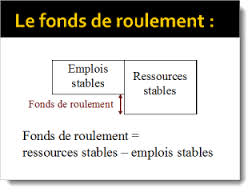 Le fonds de roulement :
Emplois
stables
Ressources
stables
Fonds de roulement
Fonds de roulement =
ressources stables – emplois stables